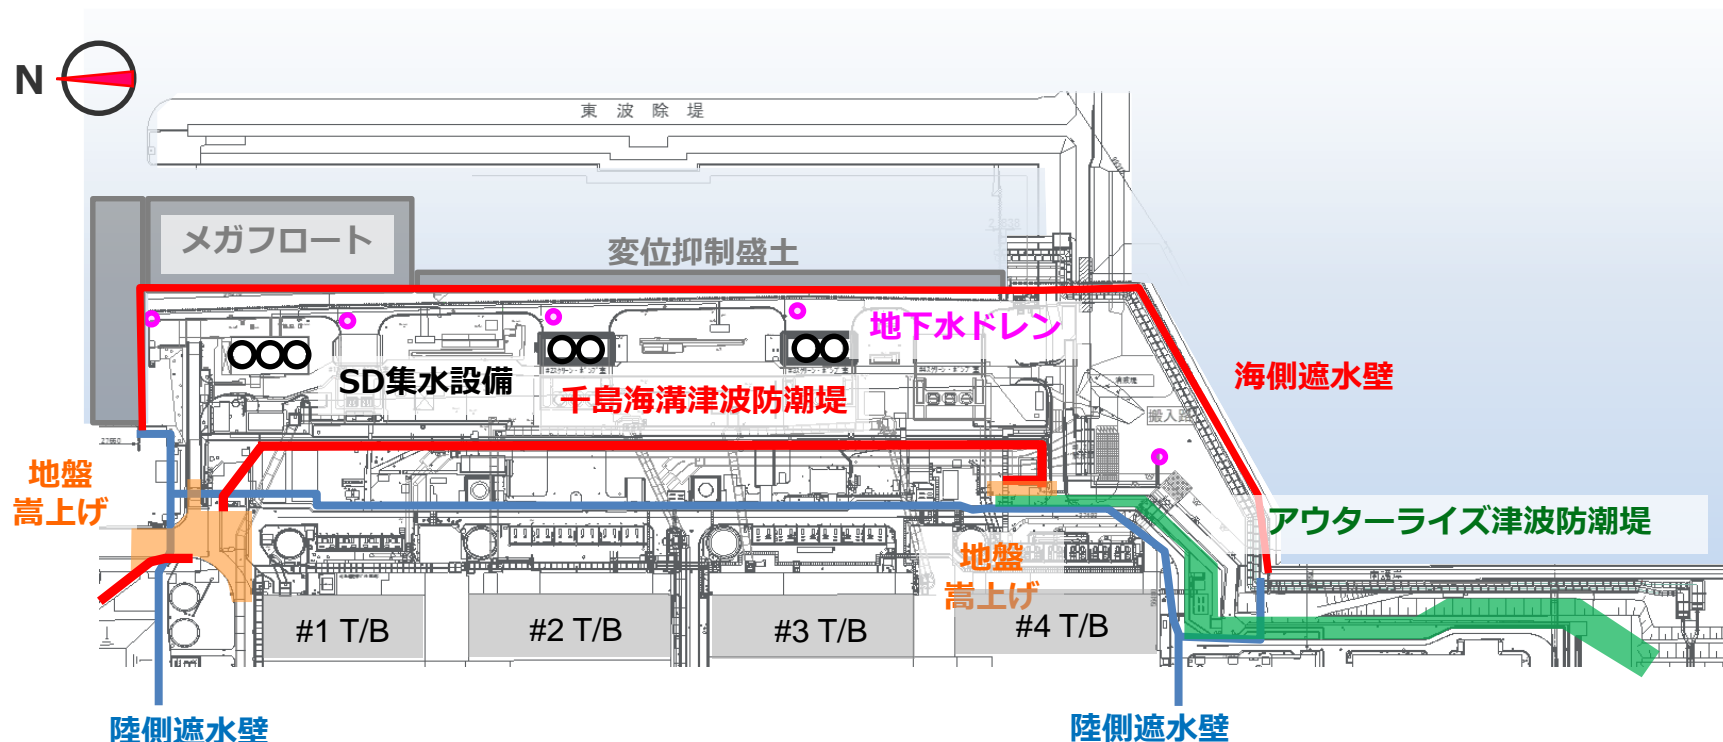 N
東波除堤
メガフロート
変位抑制盛土
地下水ドレン
SD集水設備
千島海溝津波防潮堤
海側遮水壁
搬入路
地盤
嵩上げ
アウターライズ津波防潮堤
地盤
嵩上げ
#1 T/B
#2 T/B
#3 T/B
#4 T/B
陸側遮水壁
陸側遮水壁